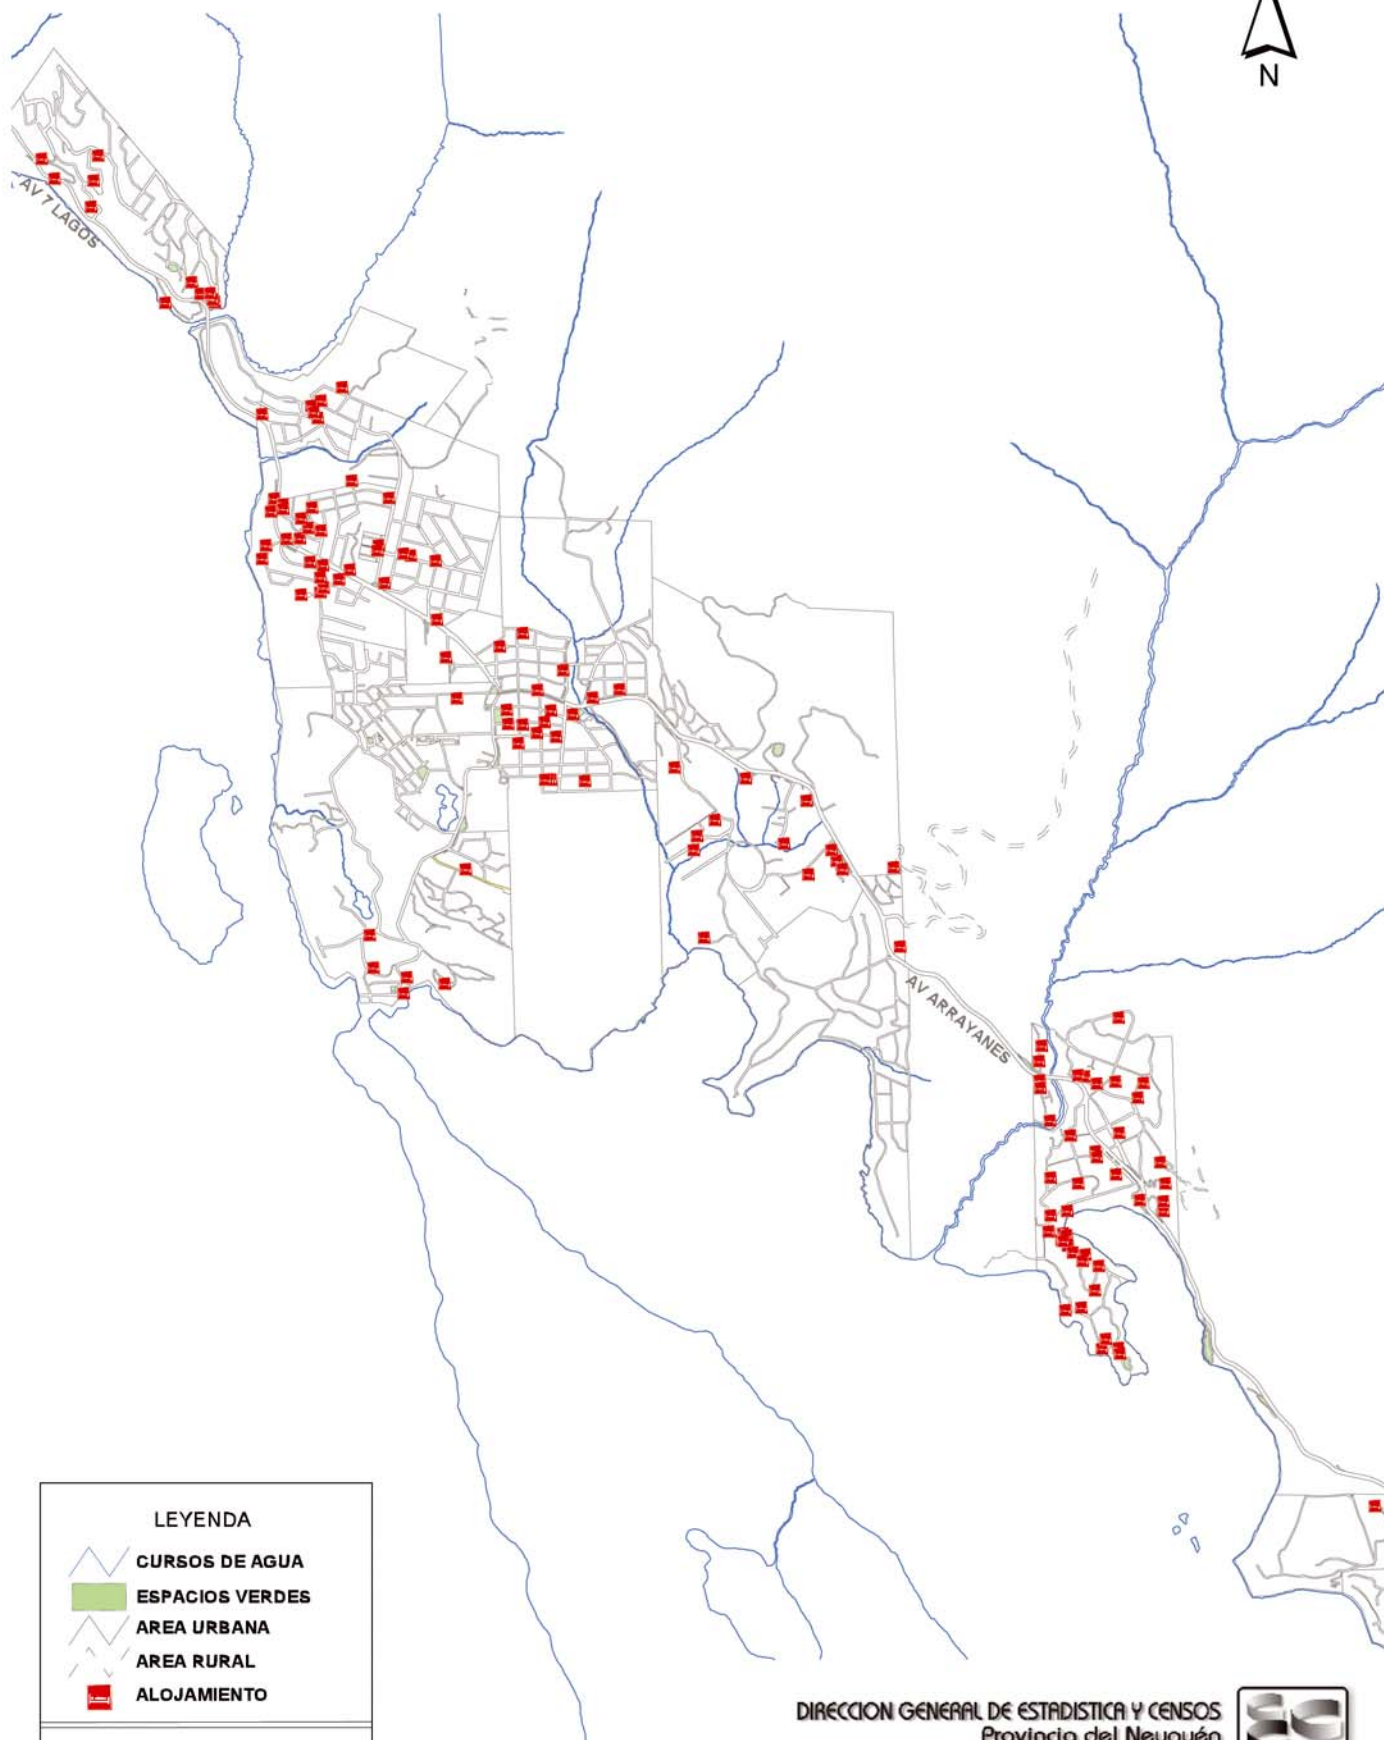 N
AV 7 LAGOS
AV ARRAYANES
LEYENDA
CURSOS DE AGUA
ESPACIOS VERDES
AREA URBANA
AREA RURAL
ALOJAMIENTO
DIRECCION GENERAL DE ESTADISTICA Y CENSOS
Provincia del Neuquén